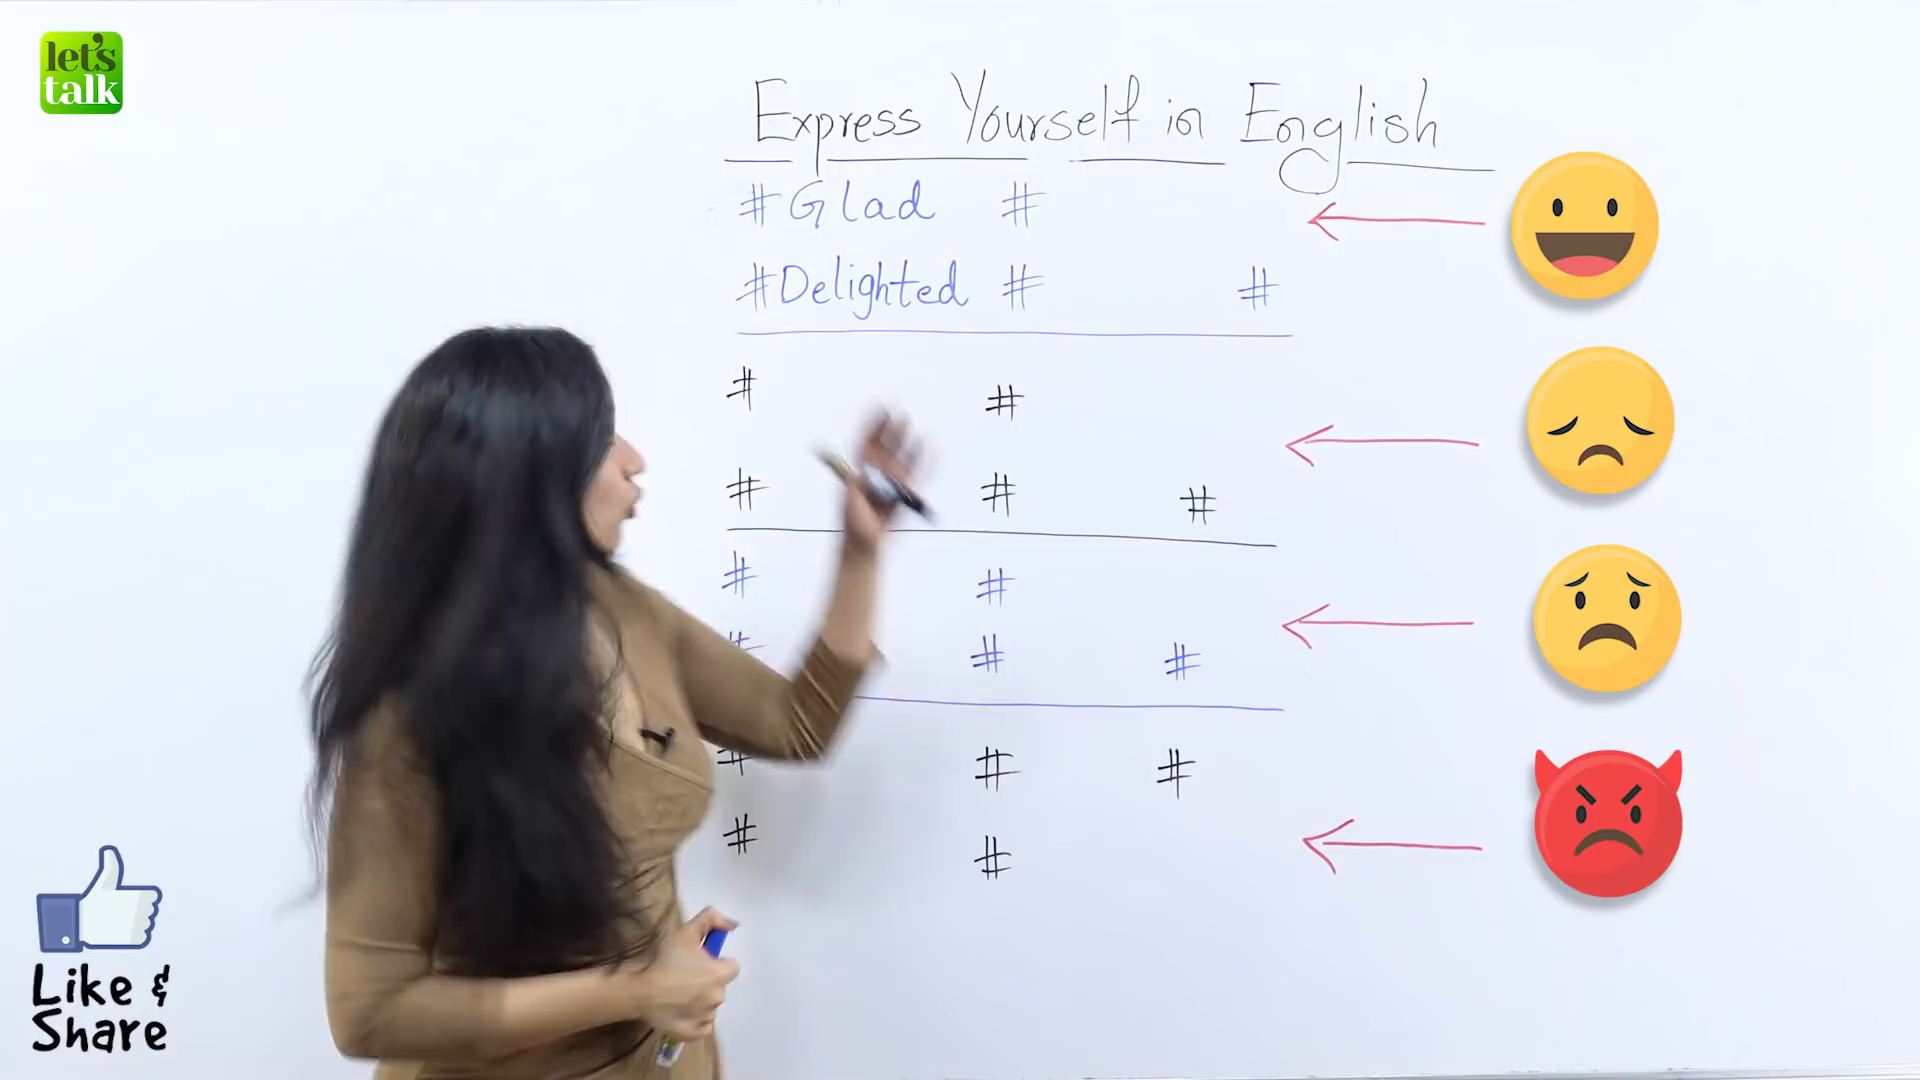 let's
talk
Express Yourself in English
#Glad #
#Delighted # #
# #
# # #
# #
# # #
# # #
# #
Like &
Share